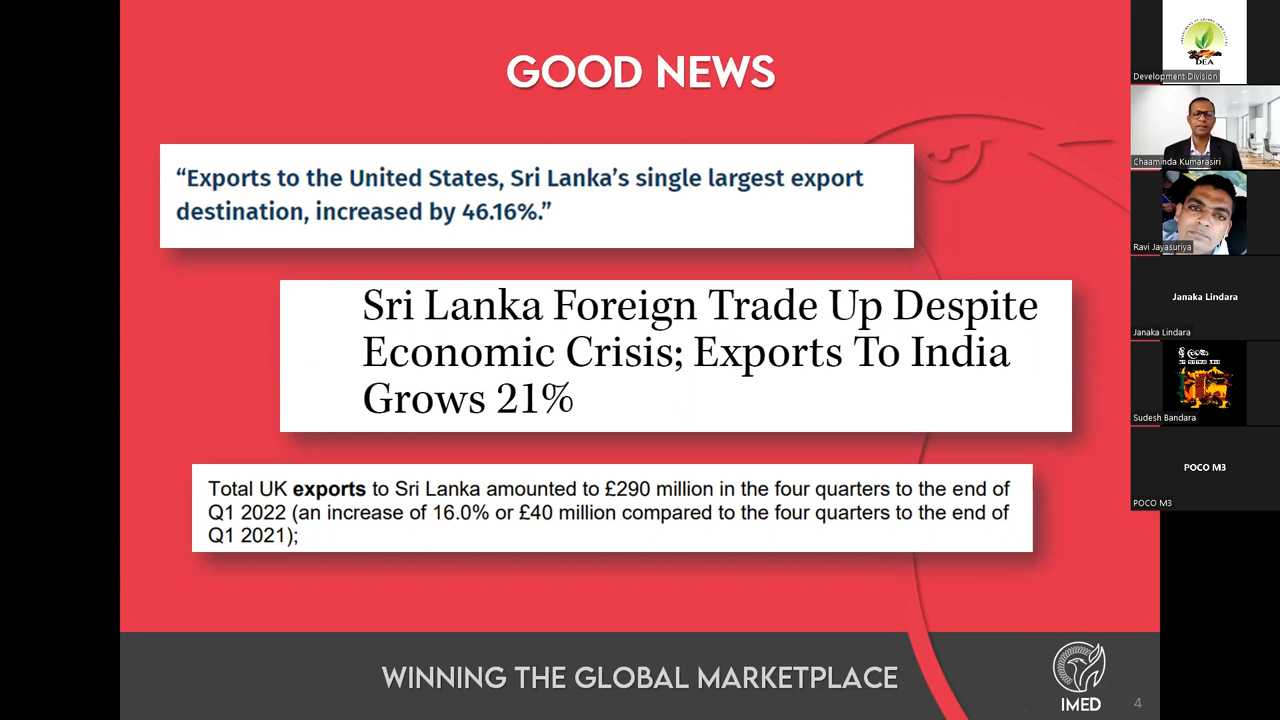 GOOD NEWS
“Exports to the United States, Sri Lanka’s single largest export
destination, increased by 46.16%.”
Sri Lanka Foreign Trade Up Despite
Economic Crisis; Exports To India
Grows 21%
Total UK exports to Sri Lanka amounted to £290 million in the four quarters to the end of
Q1 2022 (an increase of 16.0% or £40 million compared to the four quarters to the end of
Q1 2021);
WINNING THE GLOBAL MARKETPLACE
IMED
4
DEA
Development Division
Chaaminda Kumarasiri
Ravi Jayasuriya
Janaka Lindara
Janaka Lindara
ශ්‍රී ලංකා
Sudesh Bandara
POCO M3
POCO M3